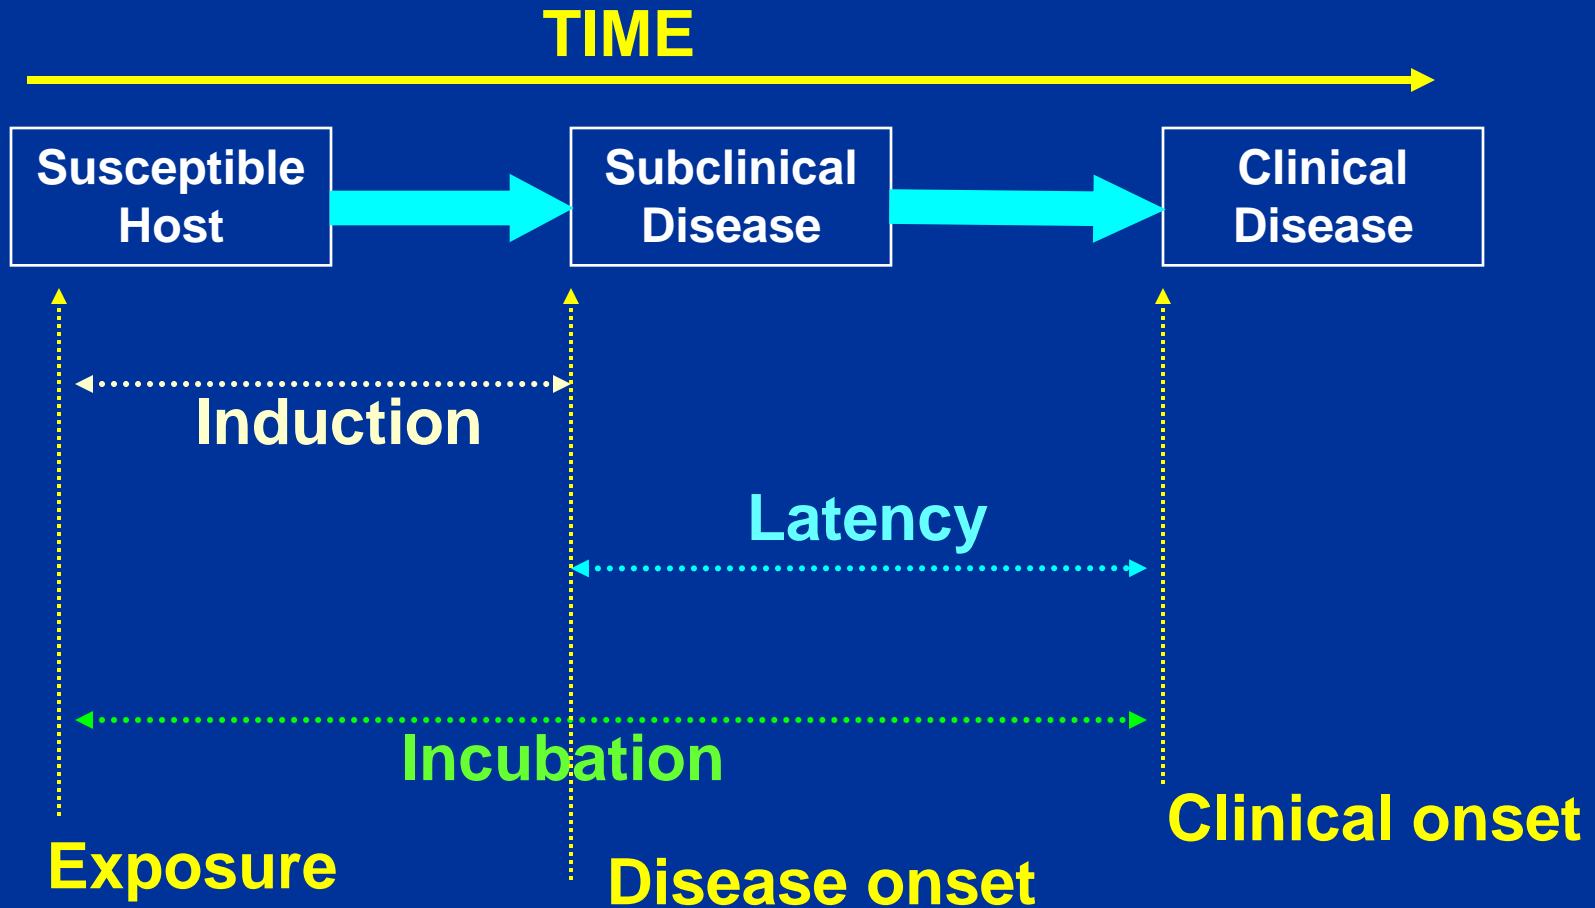 TIME
Susceptible
Host
Subclinical
Disease
Clinical
Disease
Induction
Latency
Incubation
Clinical onset
Exposure
Disease onset